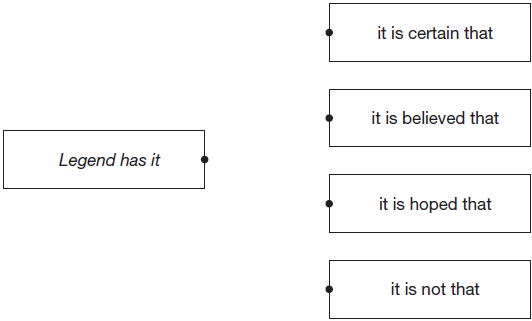 Legend has it
it is certain that
it is believed that
it is hoped that
it is not that